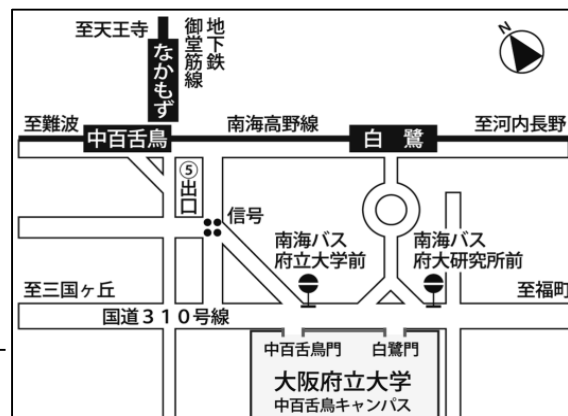 至天王寺
地下鉄
御堂筋線
なかもず
N
至難波
中百舌鳥
南海高野線
白鷺
至河内長野
⑤出口
信号
南海バス
府立大学前
南海バス
府大研究所前
至三国ヶ丘
国道３１０号線
至福町
中百舌鳥門
白鷺門
大阪府立大学
中百舌鳥キャンパス